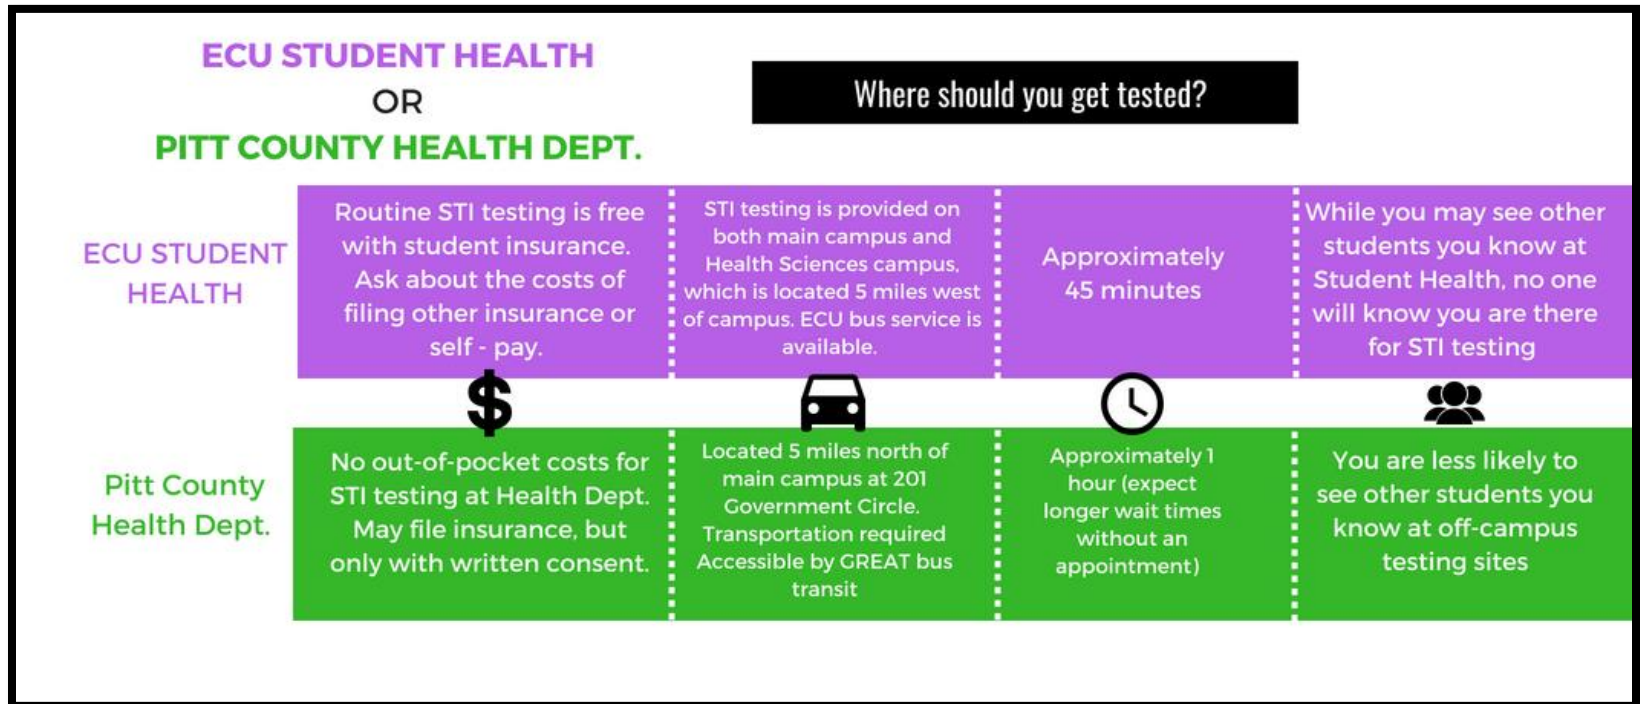 ECU STUDENT HEALTH
OR
PITT COUNTY HEALTH DEPT.
Where should you get tested?
ECU STUDENT
HEALTH
Routine STI testing is free
with student insurance.
Ask about the costs of
filing other insurance or
self - pay.
STI testing is provided on
both main campus and
Health Sciences campus,
which is located 5 miles west
of campus. ECU bus service is
available.
Approximately
45 minutes
While you may see other
students you know at
Student Health, no one
will know you are there
for STI testing
$
Pitt County
Health Dept.
No out-of-pocket costs for
STI testing at Health Dept.
May file insurance, but
only with written consent.
Located 5 miles north of
main campus at 201
Government Circle.
Transportation required
Accessible by GREAT bus
transit
Approximately 1
hour (expect
longer wait times
without an
appointment)
You are less likely to
see other students you
know at off-campus
testing sites